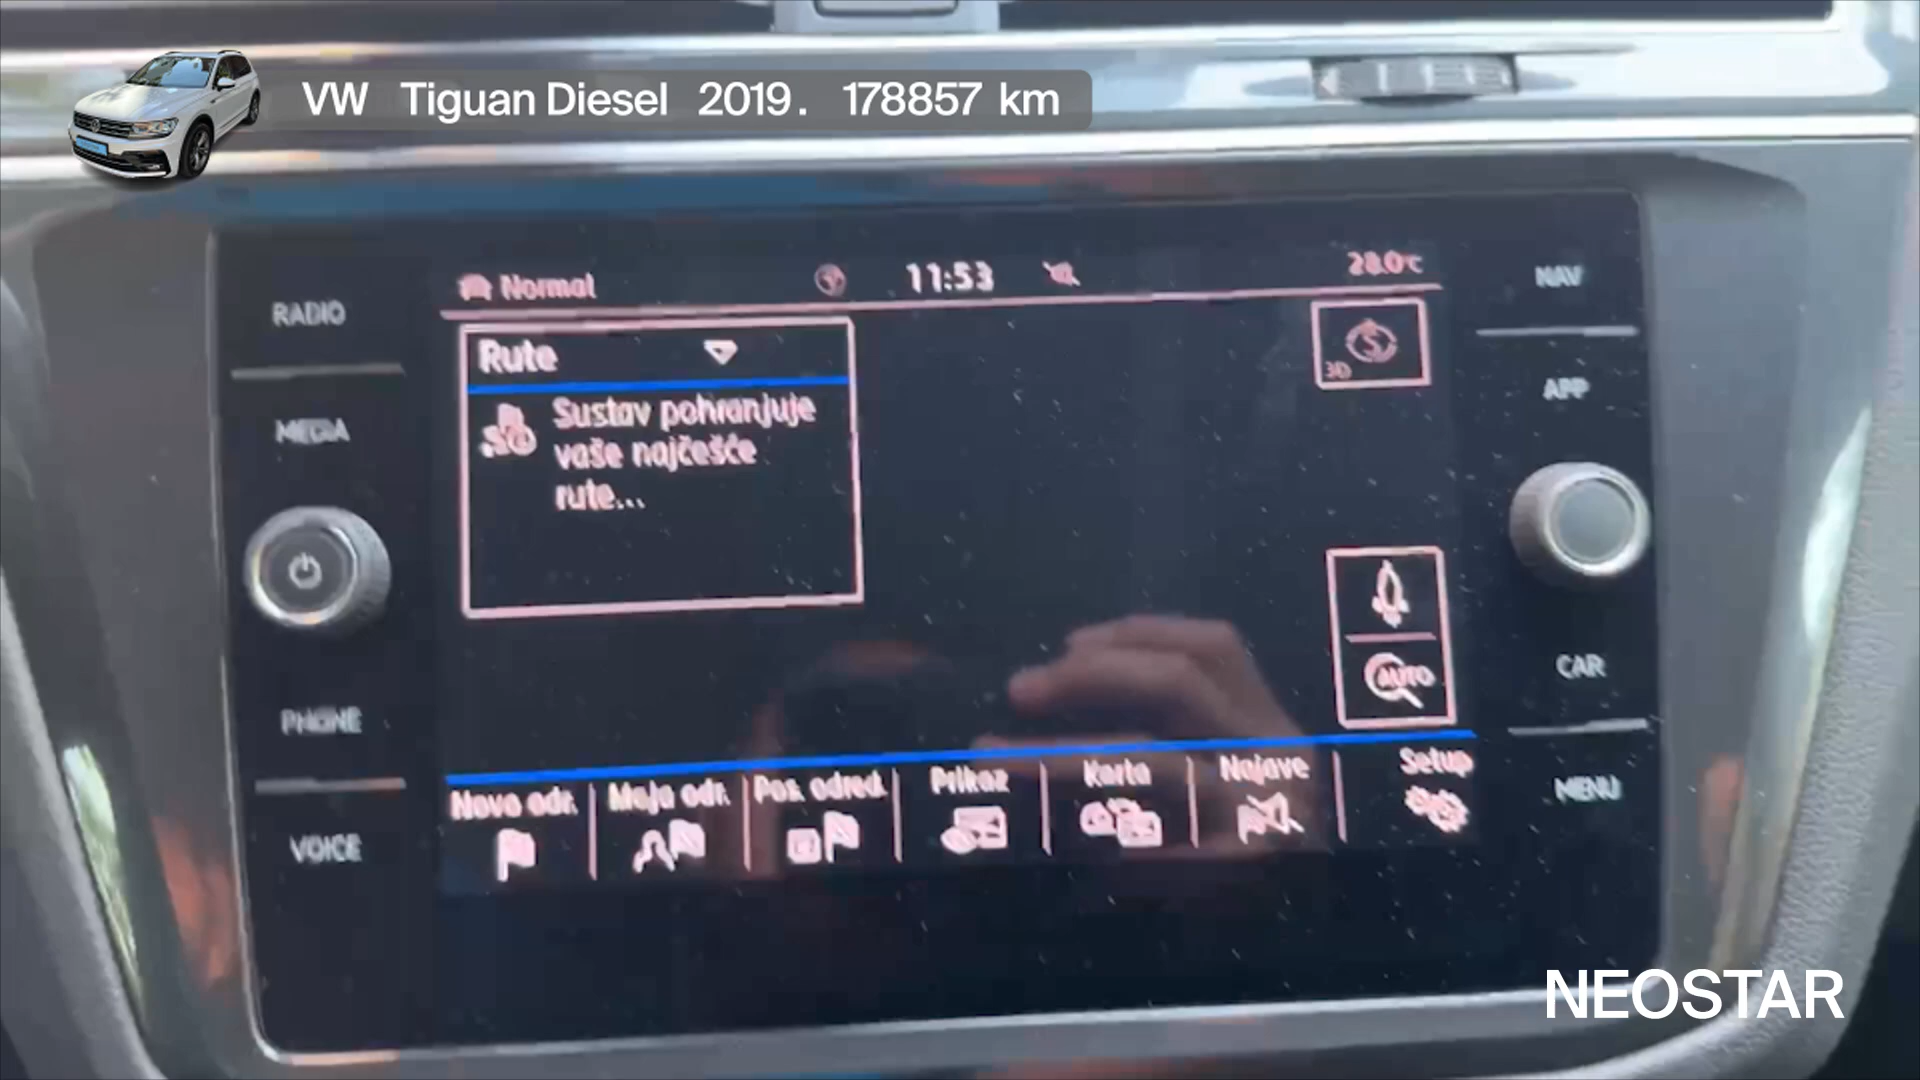 VW Tiguan Diesel 2019. 178857 km
RADIO
MEDIA
PHONE
VOICE
Normal
11:53
28.0°C
Rute
Sustav pohranjuje
vaše najčešće
rute...
3D
S
AUTO
Novo odr.
Moja odr.
Pos. odred.
Prikaz
Karta
Najave
Setup
NAV
APP
CAR
MENU
NEOSTAR